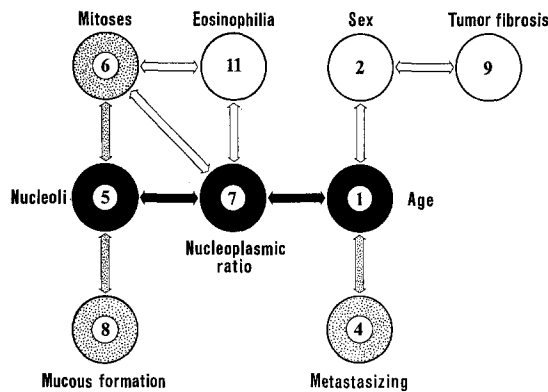 Mitoses
Eosinophilia
Sex
Tumor fibrosis
6
11
2
9
Nucleoli
5
7
1
Age
Nucleoplasmic
ratio
8
4
Mucous formation
Metastasizing